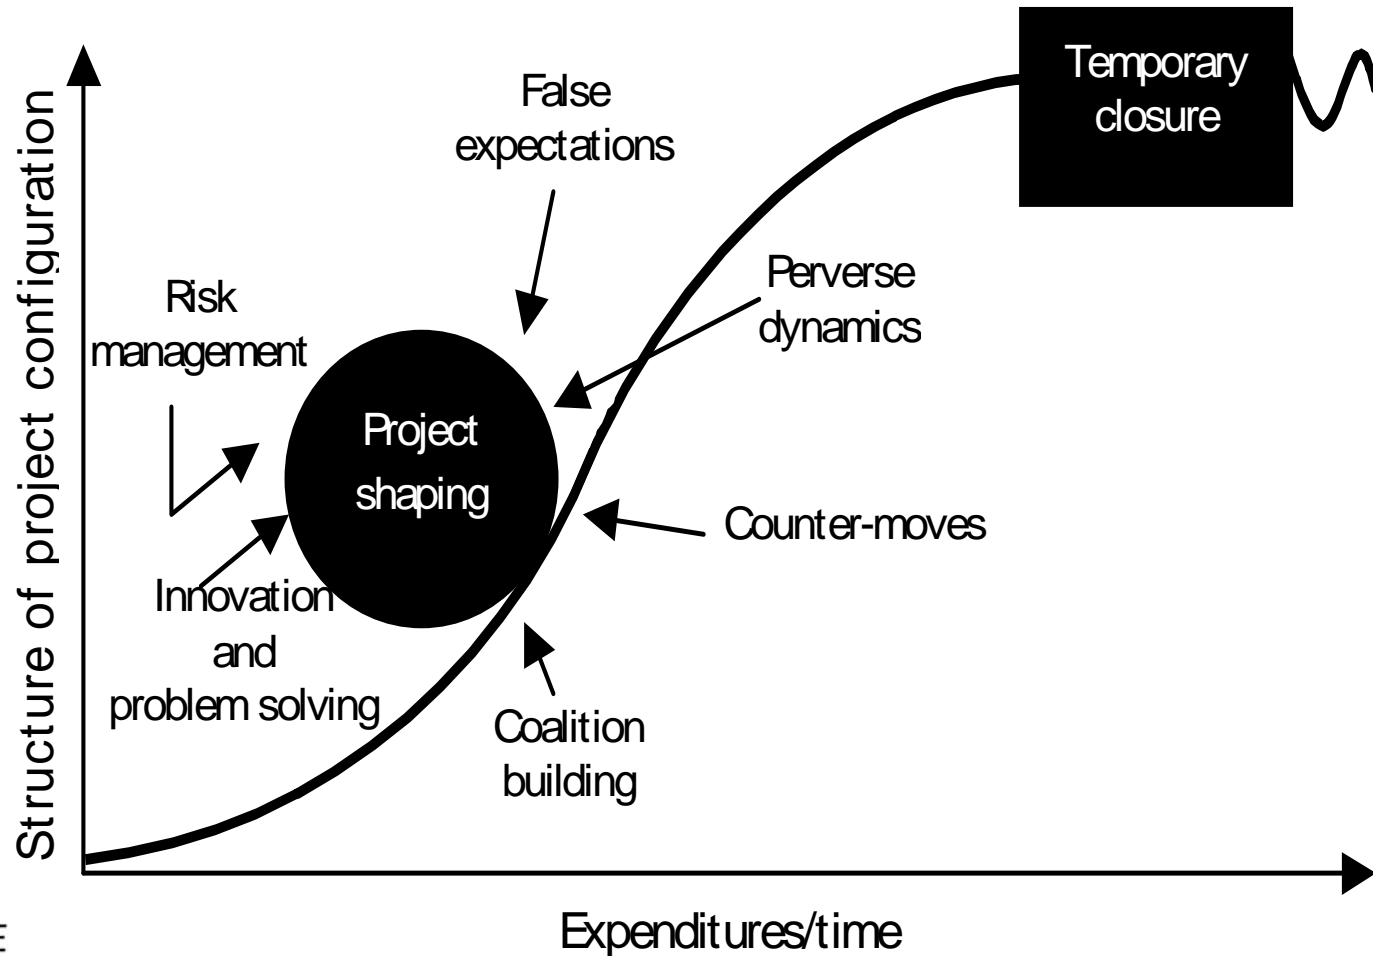 Structure of project configuration
False
expectations
Temporary
closure
Risk
management
Perverse
dynamics
Project
shaping
Counter-moves
Innovation
and
problem solving
Coalition
building
Expenditures/time
E